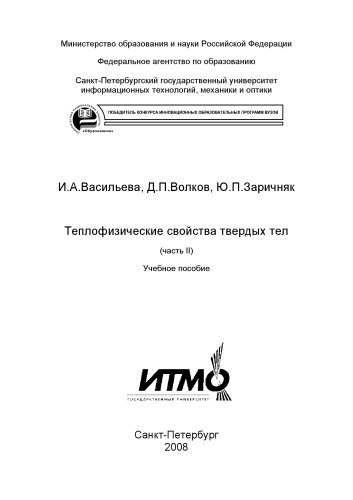 Министерство образования и науки Российской Федерации
Федеральное агентство по образованию
Санкт-Петербургский государственный университет
информационных технологий, механики и оптики
ПОБЕДИТЕЛЬ КОНКУРСА ИННОВАЦИОННЫХ ОБРАЗОВАТЕЛЬНЫХ ПРОГРАММ ВУЗОВ
«Образование»
И.А.Васильева, Д.П.Волков, Ю.П.Заричняк
Теплофизические свойства твердых тел
(часть II)
Учебное пособие
ИТМО
ГОСУДАРСТВЕННЫЙ УНИВЕРСИТЕТ
Санкт-Петербург
2008